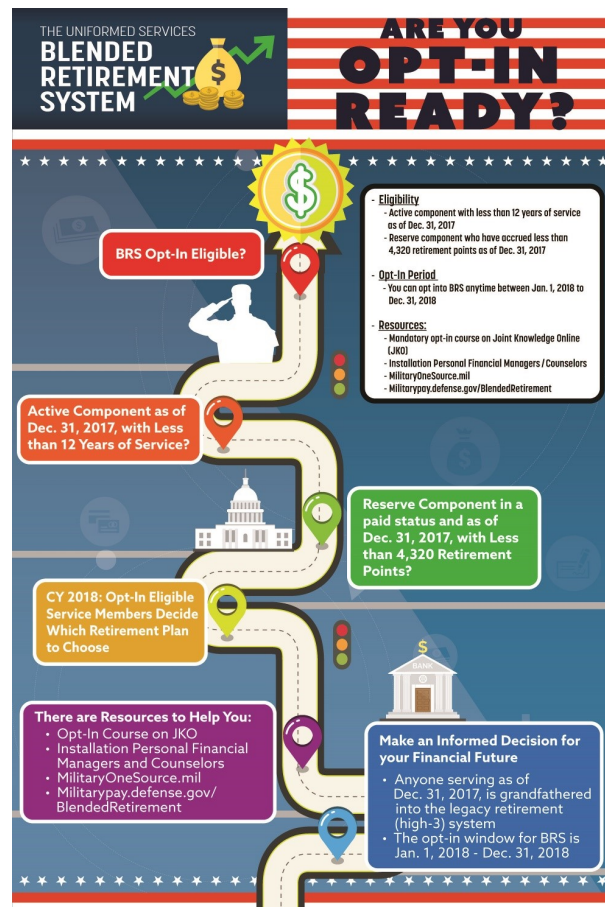 THE UNIFORMED SERVICES
BLENDED
RETIREMENT
SYSTEM
$
ARE YOU
OPT-IN
READY?
$
- Eligibility
- Active component with less than 12 years of service
as of Dec. 31, 2017
- Reserve component who have accrued less than
4,320 retirement points as of Dec. 31, 2017
- Opt-In Period
- You can opt into BRS anytime between Jan. 1, 2018 to
Dec. 31, 2018
- Resources:
- Mandatory opt-in course on Joint Knowledge Online
(JKO)
- Installation Personal Financial Managers/Counselors
- MilitaryOneSource.mil
- Militarypay.defense.gov/BlendedRetirement
BRS Opt-In Eligible?
Active Component as of
Dec. 31, 2017, with Less
than 12 Years of Service?
Reserve Component in a
paid status and as of
Dec. 31, 2017, with Less
than 4,320 Retirement
Points?
CY 2018: Opt-In Eligible
Service Members Decide
Which Retirement Plan
to Choose
$
BANK
There are Resources to Help You:
• Opt-In Course on JKO
• Installation Personal Financial
Managers and Counselors
• MilitaryOneSource.mil
• Militarypay.defense.gov/
BlendedRetirement
Make an Informed Decision for
your Financial Future
• Anyone serving as of
Dec. 31, 2017, is grandfathered
into the legacy retirement
(high-3) system
• The opt-in window for BRS is
Jan. 1, 2018 - Dec. 31, 2018